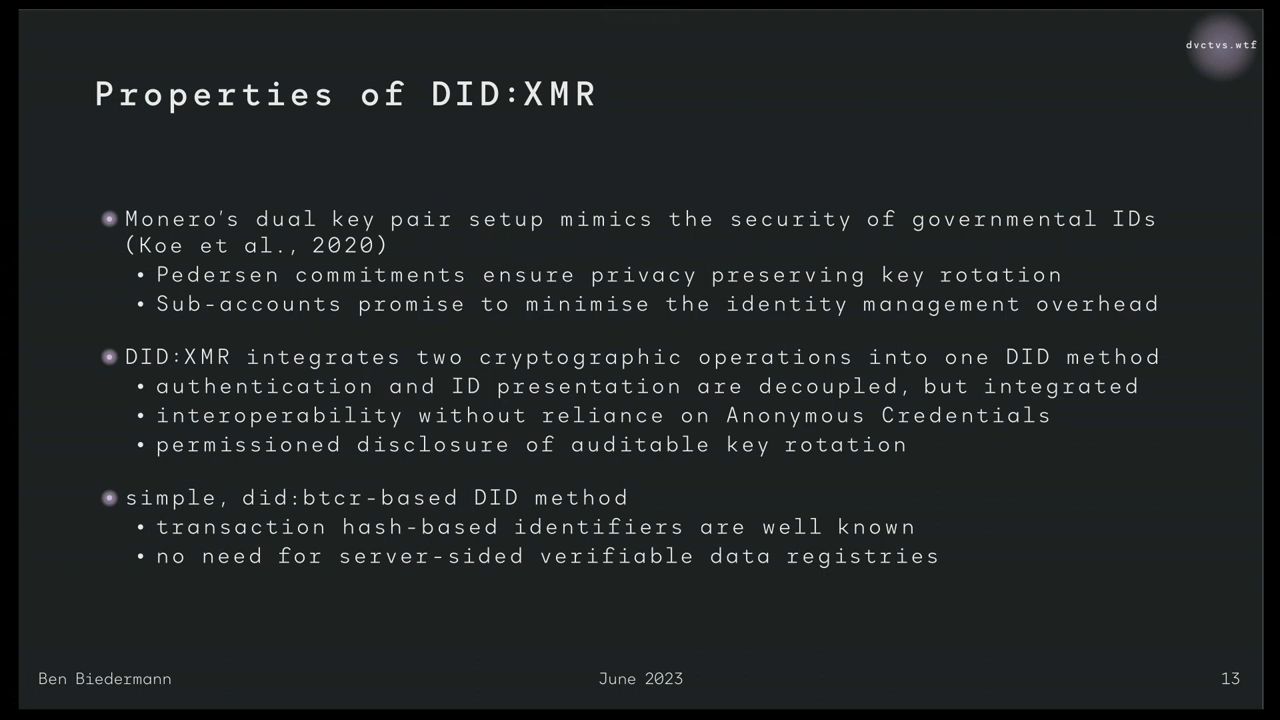 dvctvs.wtf
Properties of DID:XMR
Monero's dual key pair setup mimics the security of governmental IDs
(Koe et al., 2020)
• Pedersen commitments ensure privacy preserving key rotation
• Sub-accounts promise to minimise the identity management overhead
DID:XMR integrates two cryptographic operations into one DID method
• authentication and ID presentation are decoupled, but integrated
• interoperability without reliance on Anonymous Credentials
• permissioned disclosure of auditable key rotation
simple, did:btcr-based DID method
• transaction hash-based identifiers are well known
• no need for server-sided verifiable data registries
Ben Biedermann June 2023 13